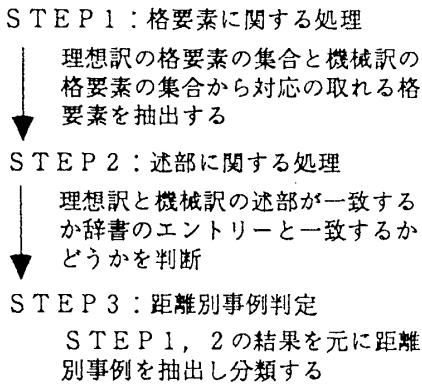 ＳＴＥＰ１：格要素に関する処理
理想訳の格要素の集合と機械訳の
格要素の集合から対応の取れる格
要素を抽出する
ＳＴＥＰ２：述部に関する処理
理想訳と機械訳の述部が一致する
か辞書のエントリーと一致するか
どうかを判断
ＳＴＥＰ３：距離別事例判定
ＳＴＥＰ１，２の結果を元に距離
別事例を抽出し分類する